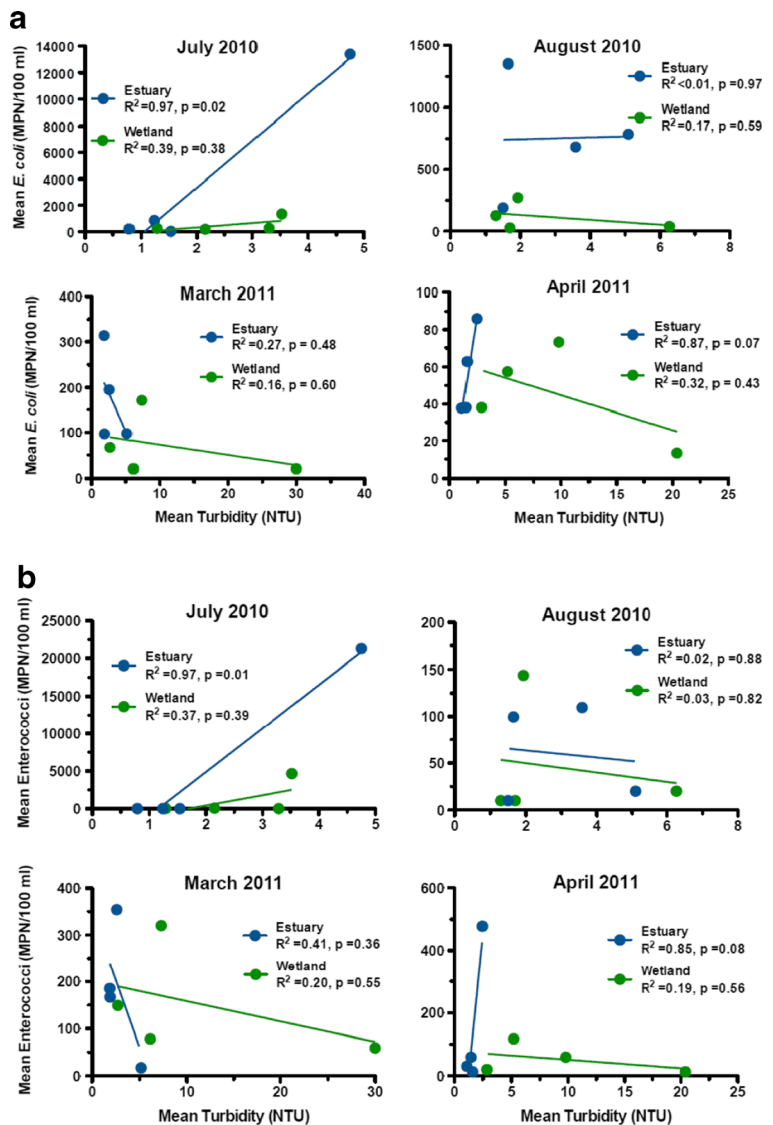 a
July 2010
Mean E. coli (MPN/100 ml)
14000
12000
10000
8000
6000
4000
2000
0
0 1 2 3 4 5
Estuary
R2 =0.97, p =0.02
Wetland
R2 =0.39, p =0.38
August 2010
1500
1000
500
0
0 2 4 6 8
Estuary
R2 <0.01, p =0.97
Wetland
R2 =0.17, p =0.59
March 2011
Mean E. coli (MPN/100 ml)
400
300
200
100
0
0 10 20 30 40
Mean Turbidity (NTU)
Estuary
R2 =0.27, p = 0.48
Wetland
R2 =0.16, p = 0.60
April 2011
100
80
60
40
20
0
0 5 10 15 20 25
Mean Turbidity (NTU)
Estuary
R2 =0.87, p = 0.07
Wetland
R2 =0.32, p = 0.43
b
July 2010
Mean Enterococci (MPN/100 ml)
25000
20000
15000
10000
5000
0
0 1 2 3 4 5
Estuary
R2 =0.97, p =0.01
Wetland
R2 =0.37, p =0.39
August 2010
200
150
100
50
0
0 2 4 6 8
Estuary
R2 =0.02, p =0.88
Wetland
R2 =0.03, p =0.82
March 2011
Mean Enterococci (MPN/100 ml)
400
300
200
100
0
0 10 20 30
Mean Turbidity (NTU)
Estuary
R2 =0.41, p =0.36
Wetland
R2 =0.20, p =0.55
April 2011
600
400
200
0
0 5 10 15 20 25
Mean Turbidity (NTU)
Estuary
R2 =0.85, p =0.08
Wetland
R2 =0.19, p =0.56